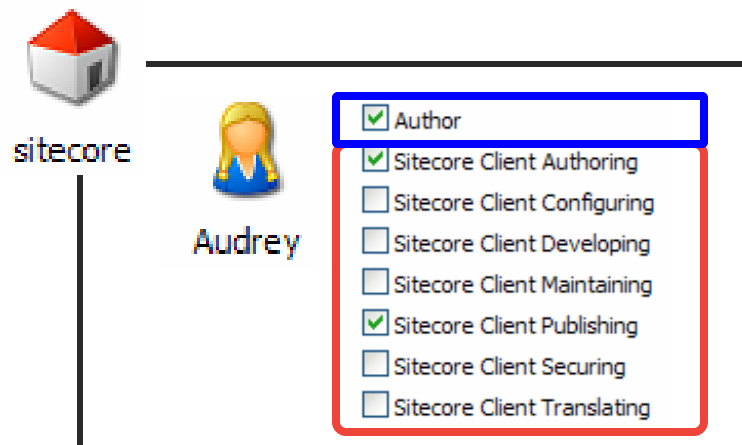 sitecore
Audrey
Author
Sitecore Client Authoring
Sitecore Client Configuring
Sitecore Client Developing
Sitecore Client Maintaining
Sitecore Client Publishing
Sitecore Client Securing
Sitecore Client Translating